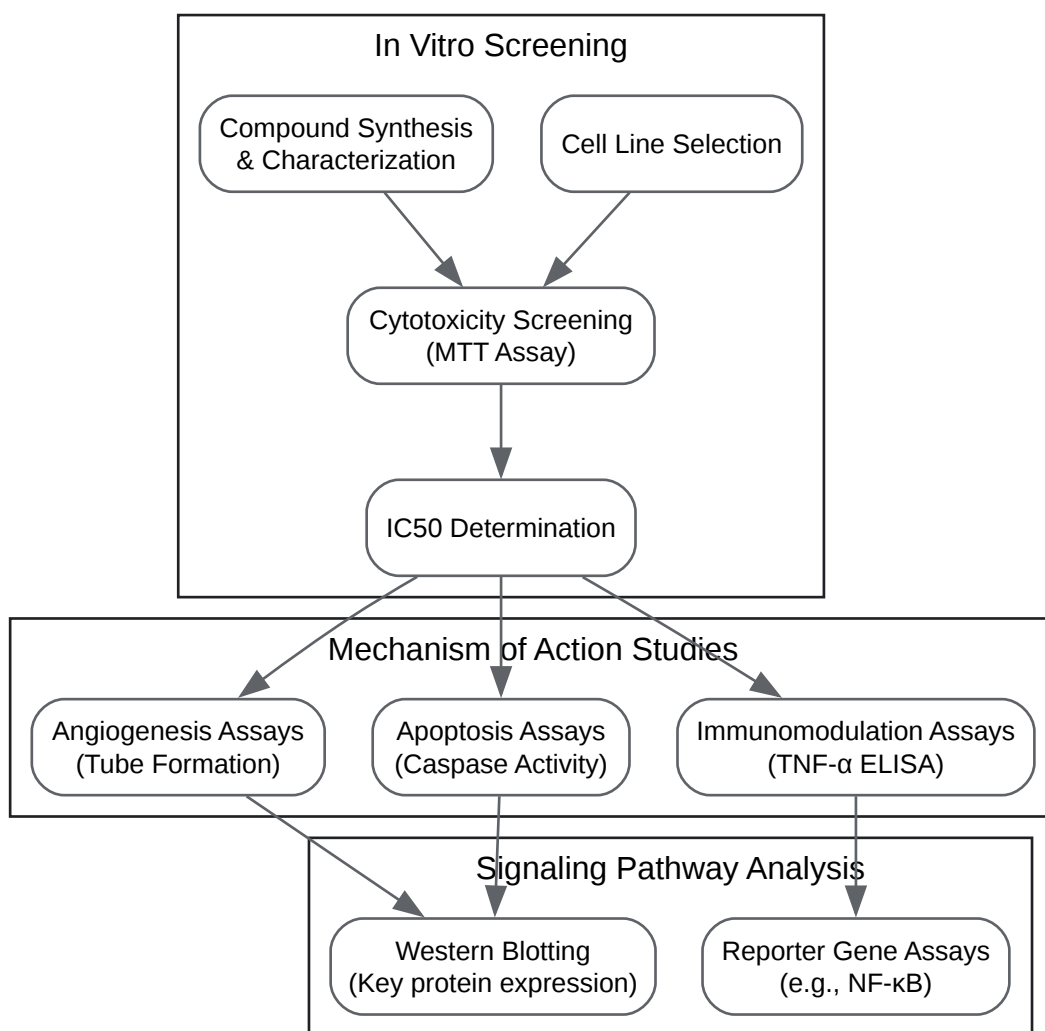 In Vitro Screening
Compound Synthesis
& Characterization
Cell Line Selection
Cytotoxicity Screening
(MTT Assay)
IC50 Determination
Mechanism of Action Studies
Angiogenesis Assays
(Tube Formation)
Apoptosis Assays
(Caspase Activity)
Immunomodulation Assays
(TNF-α ELISA)
Signaling Pathway Analysis
Western Blotting
(Key protein expression)
Reporter Gene Assays
(e.g., NF-κB)